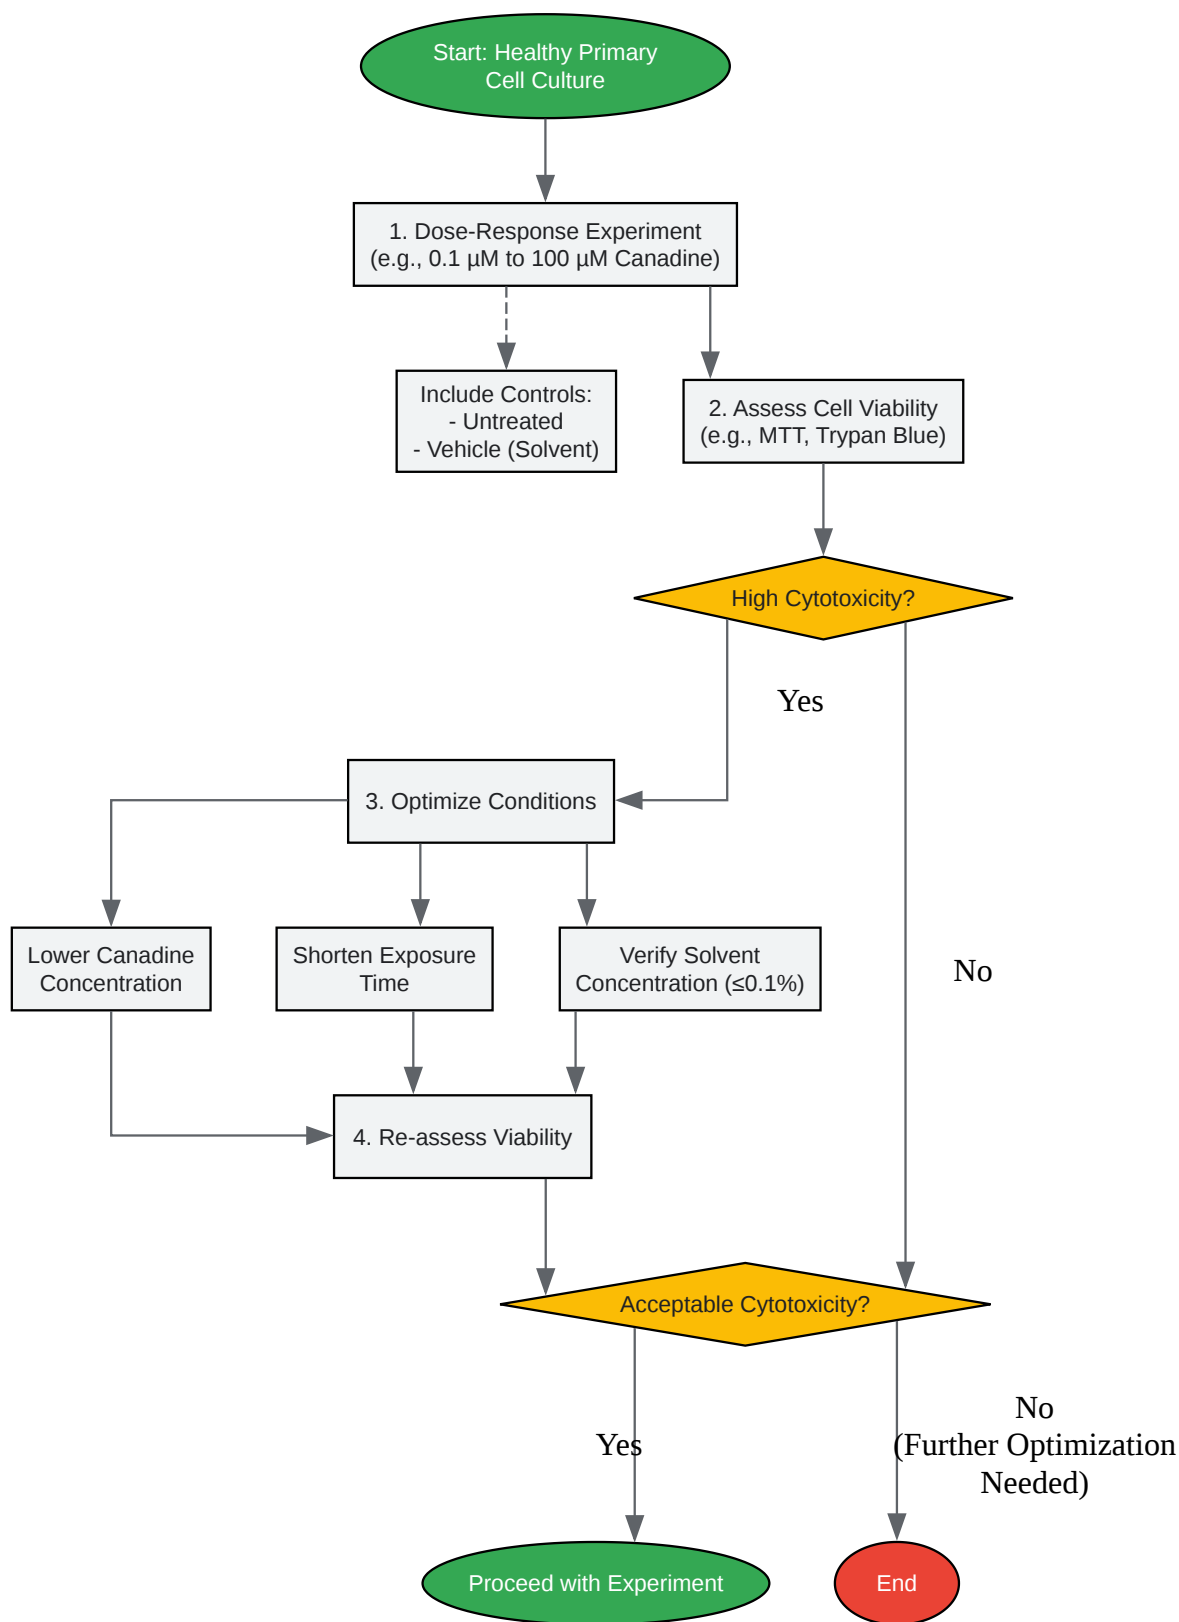 Start: Healthy Primary
Cell Culture
1. Dose-Response Experiment
(e.g., 0.1 µM to 100 µM Canadine)
Include Controls:
- Untreated
- Vehicle (Solvent)
2. Assess Cell Viability
(e.g., MTT, Trypan Blue)
High Cytotoxicity?
Yes
No
3. Optimize Conditions
Lower Canadine
Concentration
Shorten Exposure
Time
Verify Solvent
Concentration (≤0.1%)
4. Re-assess Viability
Acceptable Cytotoxicity?
Yes
No
(Further Optimization
Needed)
Proceed with Experiment
End